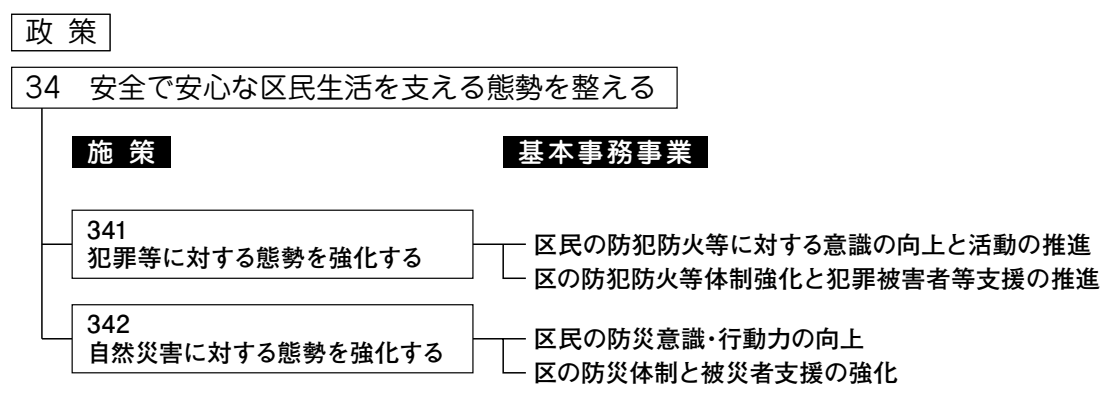 政 策
34 安全で安心な区民生活を支える態勢を整える
施 策
基本事務事業
341
犯罪等に対する態勢を強化する
区民の防犯防火等に対する意識の向上と活動の推進
区の防犯防火等体制強化と犯罪被害者等支援の推進
342
自然災害に対する態勢を強化する
区民の防災意識・行動力の向上
区の防災体制と被災者支援の強化